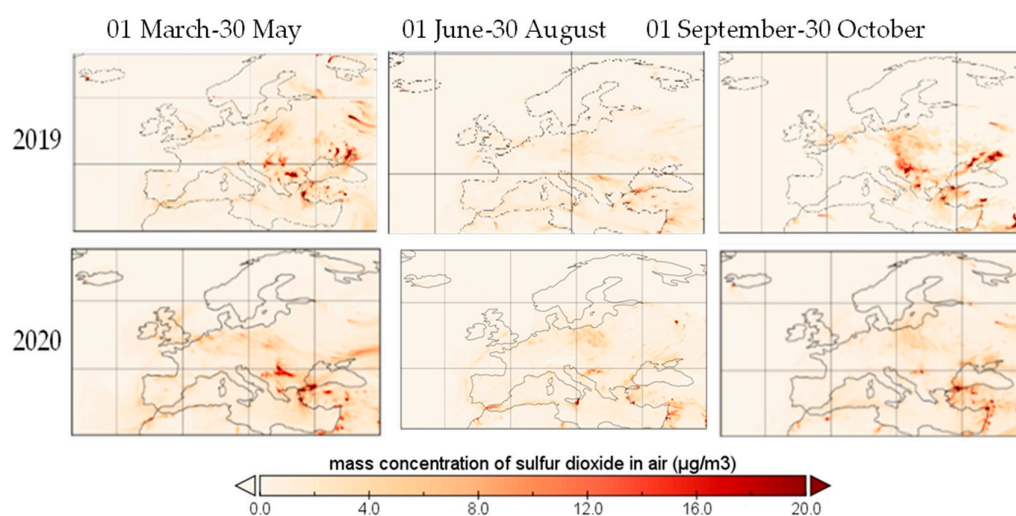 01 March-30 May 01 June-30 August 01 September-30 October
2019
2020
mass concentration of sulfur dioxide in air (µg/m3)
0.0 4.0 8.0 12.0 16.0 20.0